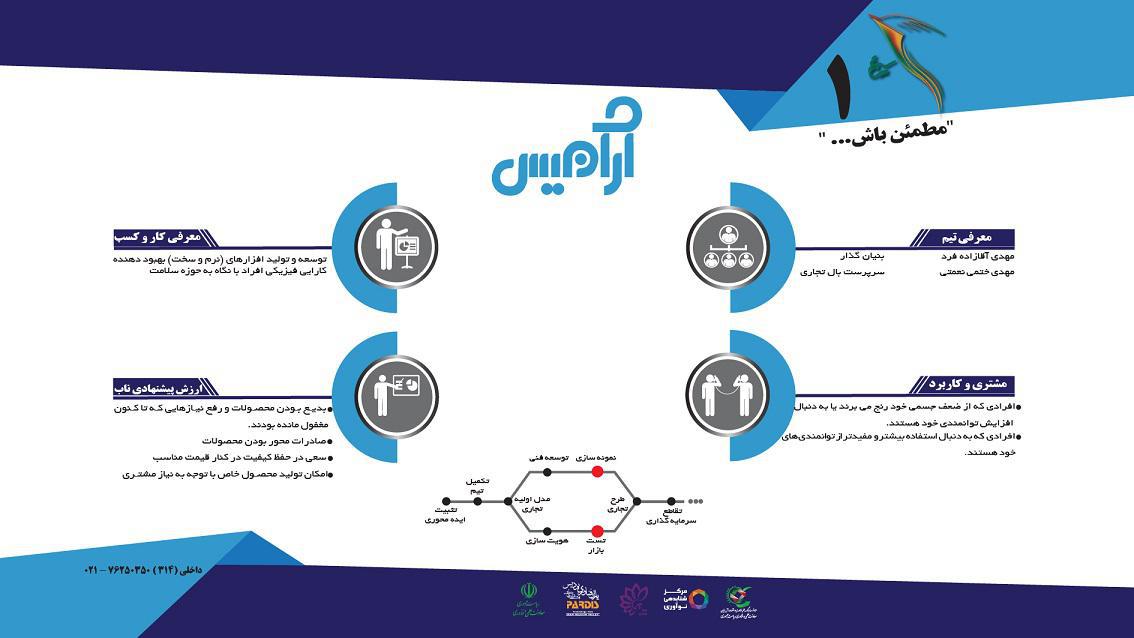 ۱
"مطمئن باش... "
آرامیس
معرفی تیم
مهدی آقازاده فرد بنیان گذار
مهدی ختمی نعمتی سرپرست بال تجاری
معرفی کار و کسب
توسعه و تولید افزارهای (نرم و سخت) بهبود دهنده
کارایی فیزیکی افراد با نگاه به حوزه سلامت
مشتری و کاربرد
●افرادی که از ضعف جسمی خود رنج می برند یا به دنبال
افزایش توانمندی خود هستند.
●افرادی که به دنبال استفاده بیشتر و مفیدتر از توانمندی‌های
خود هستند.
ارزش پیشنهادی ناب
●بدیع بودن محصولات و رفع نیازهایی که تا کنون
مغفول مانده بودند.
●صادرات محور بودن محصولات
●سعی در حفظ کیفیت در کنار قیمت مناسب
●امکان تولید محصول خاص با توجه به نیاز مشتری
تثبیت
ایده محوری
تکمیل
تیم
مدل اولیه
تجاری
توسعه فنی
نمونه سازی
هویت سازی
تست
بازار
طرح
تجاری
تقاطع
سرمایه گذاری
داخلی (۳۱۴) ۷۶۲۵۰۳۵۰ – ۰۲۱
PARDIS
مرکز
شتابدهی
نوآوری